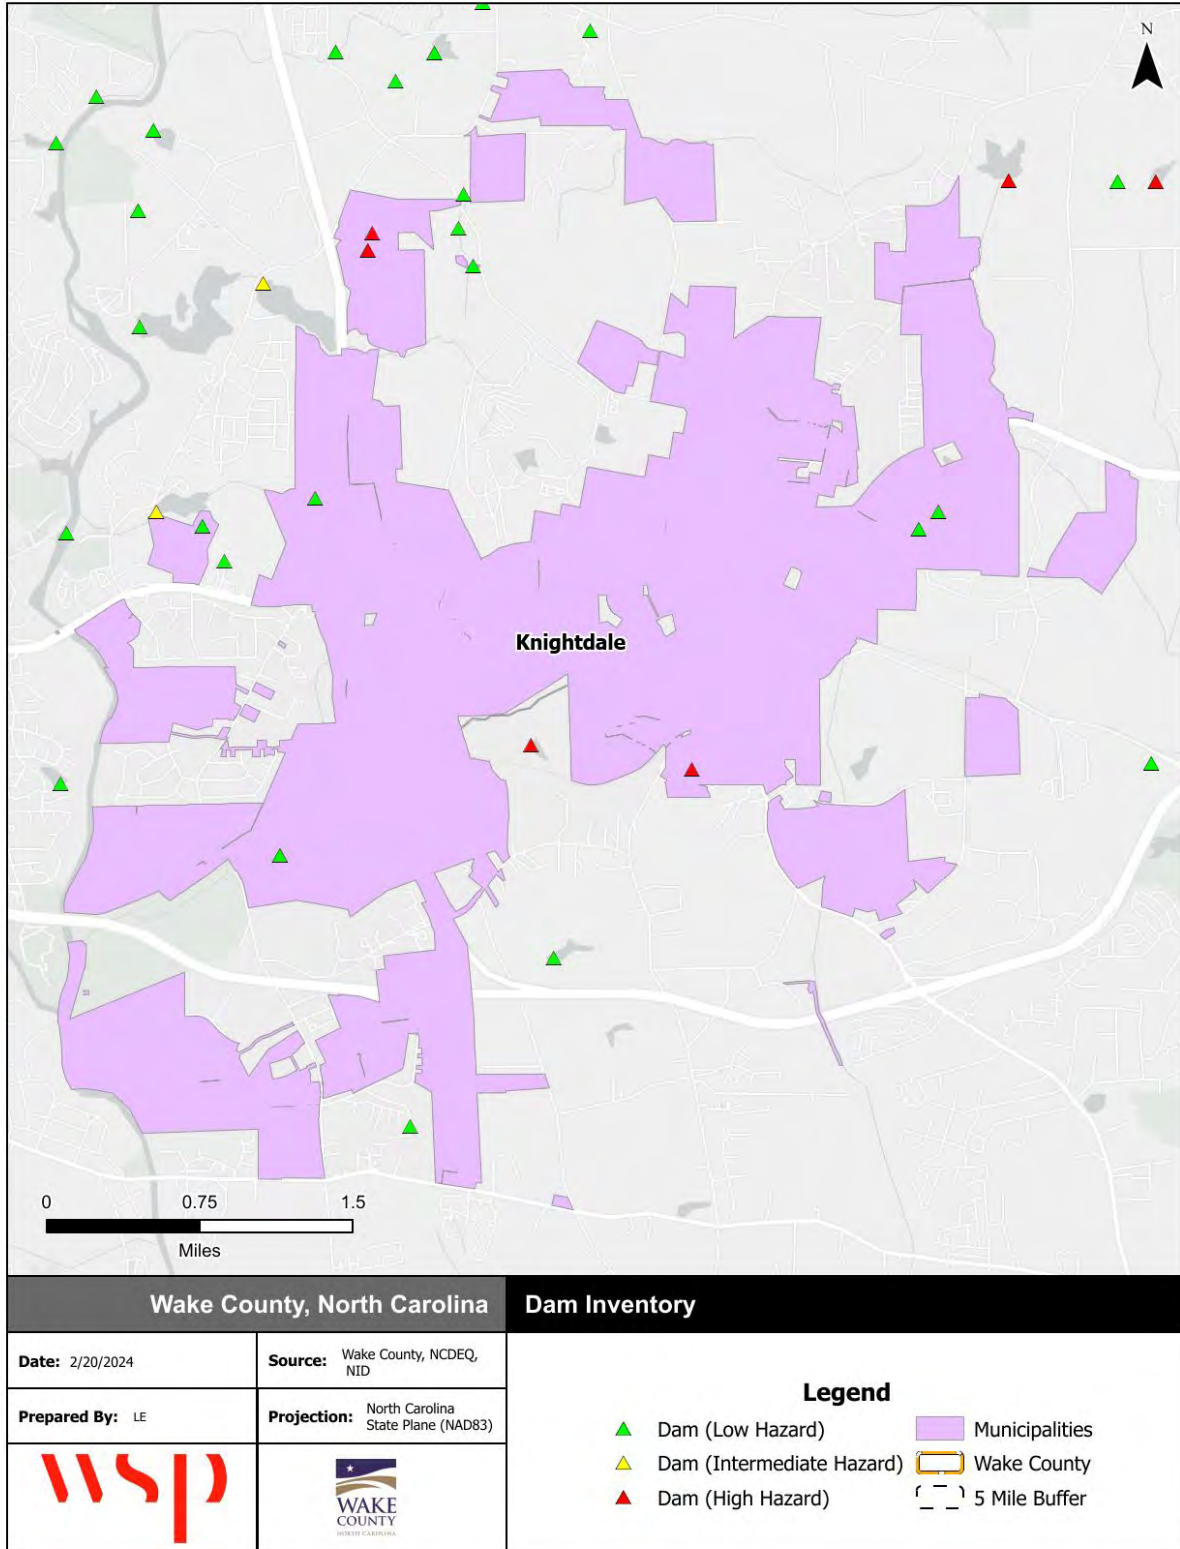 N
Knightdale
0 0.75 1.5
Miles
Wake County, North Carolina
Dam Inventory
Date: 2/20/2024
Source: Wake County, NCDEQ,
NID
Prepared By: LE
Projection: North Carolina
State Plane (NAD83)
wsp
WAKE
COUNTY
NORTH CAROLINA
Legend
Dam (Low Hazard)
Dam (Intermediate Hazard)
Dam (High Hazard)
Municipalities
Wake County
5 Mile Buffer